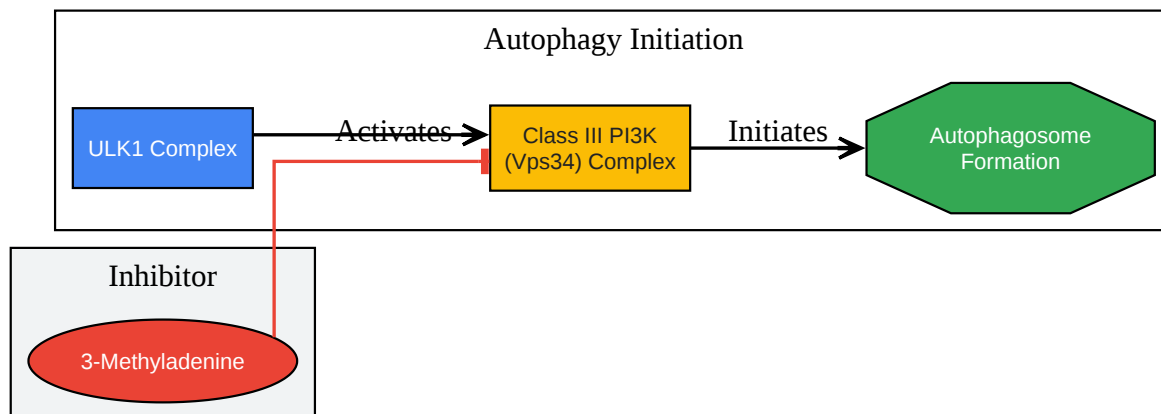 Autophagy Initiation
ULK1 Complex
Activates
Class III PI3K
(Vps34) Complex
Initiates
Autophagosome
Formation
Inhibitor
3-Methyladenine